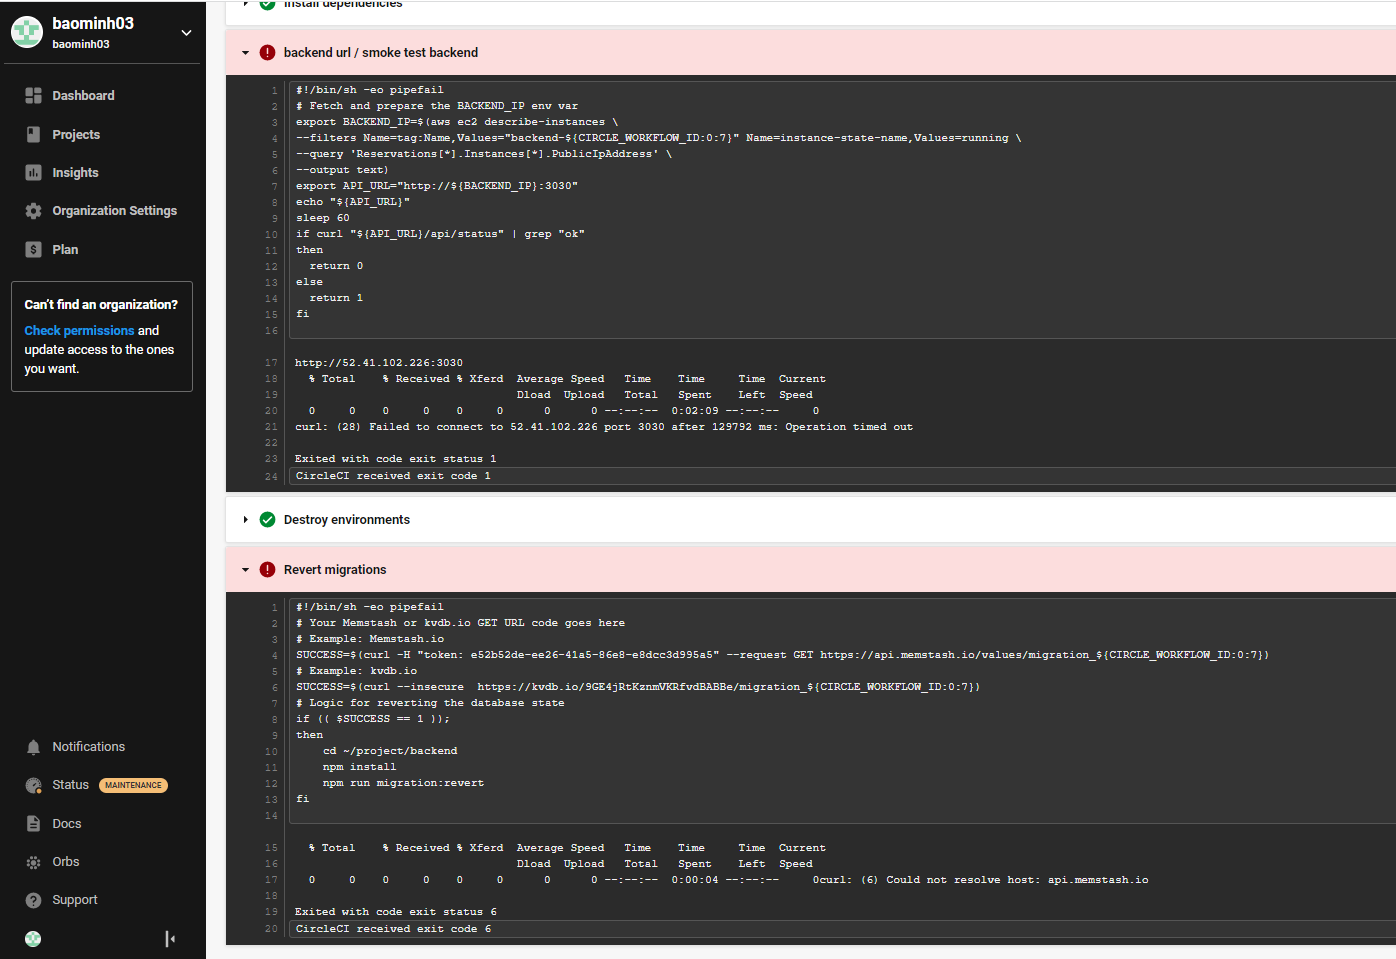 baominh03
baominh03
Dashboard
Projects
Insights
Organization Settings
Plan
Can't find an organization?
Check permissions and
update access to the ones
you want.
Notifications
Status MAINTENANCE
Docs
Orbs
Support
Install dependencies
backend url / smoke test backend
1 #!/bin/sh -eo pipefail
2 # Fetch and prepare the BACKEND_IP env var
3 export BACKEND_IP=$(aws ec2 describe-instances \
4 --filters Name=tag:Name,Values="backend-${CIRCLE_WORKFLOW_ID:0:7}" Name=instance-state-name,Values=running \
5 --query 'Reservations[*].Instances[*].PublicIpAddress' \
6 --output text)
7 export API_URL="http://${BACKEND_IP}:3030"
8 echo "${API_URL}"
9 sleep 60
10 if curl "${API_URL}/api/status" | grep "ok"
11 then
12   return 0
13 else
14   return 1
15 fi
16
17 http://52.41.102.226:3030
18   % Total    % Received % Xferd  Average Speed   Time    Time     Time  Current
19                                  Dload  Upload   Total   Spent    Left  Speed
20   0     0    0     0    0     0      0      0 --:--:--  0:02:09 --:--:--     0
21 curl: (28) Failed to connect to 52.41.102.226 port 3030 after 129792 ms: Operation timed out
22
23 Exited with code exit status 1
24 CircleCI received exit code 1
Destroy environments
Revert migrations
1 #!/bin/sh -eo pipefail
2 # Your Memstash or kvdb.io GET URL code goes here
3 # Example: Memstash.io
4 SUCCESS=$(curl -H "token: e52b52de-ee26-41a5-86e8-e8dcc3d995a5" --request GET https://api.memstash.io/values/migration_${CIRCLE_WORKFLOW_ID:0:7})
5 # Example: kvdb.io
6 SUCCESS=$(curl --insecure  https://kvdb.io/9GE4jRtKznmVKRfvdBABBe/migration_${CIRCLE_WORKFLOW_ID:0:7})
7 # Logic for reverting the database state
8 if (( $SUCCESS == 1 ));
9 then
10     cd ~/project/backend
11     npm install
12     npm run migration:revert
13 fi
14
15   % Total    % Received % Xferd  Average Speed   Time    Time     Time  Current
16                                  Dload  Upload   Total   Spent    Left  Speed
17   0     0    0     0    0     0      0      0 --:--:--  0:00:04 --:--:--     0curl: (6) Could not resolve host: api.memstash.io
18
19 Exited with code exit status 6
20 CircleCI received exit code 6